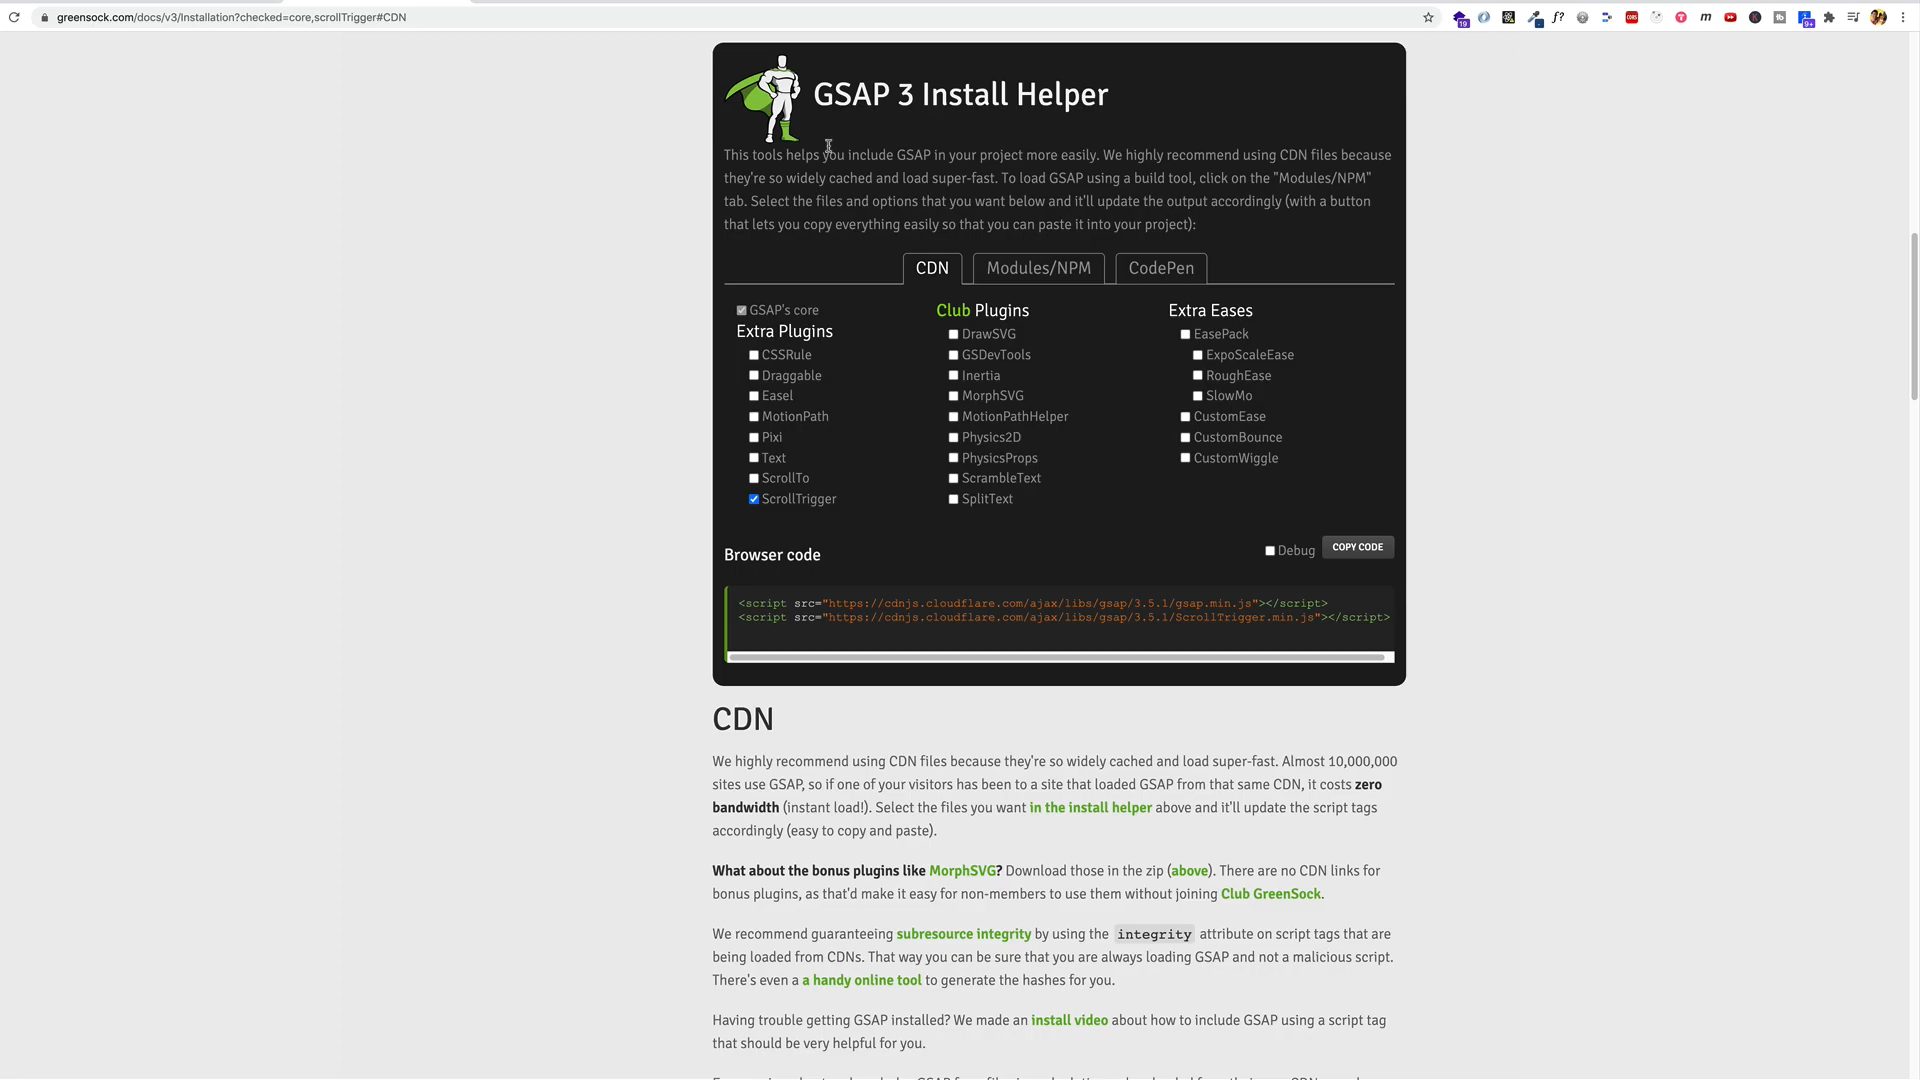 greensock.com/docs/v3/Installation?checked=core,scrollTrigger#CDN
GSAP 3 Install Helper
This tools helps you include GSAP in your project more easily. We highly recommend using CDN files because
they're so widely cached and load super-fast. To load GSAP using a build tool, click on the "Modules/NPM"
tab. Select the files and options that you want below and it'll update the output accordingly (with a button
that lets you copy everything easily so that you can paste it into your project):
CDN
Modules/NPM
CodePen
GSAP's core
Extra Plugins
CSSRule
Draggable
Easel
MotionPath
Pixi
Text
ScrollTo
ScrollTrigger
Club Plugins
DrawSVG
GSDevTools
Inertia
MorphSVG
MotionPathHelper
Physics2D
PhysicsProps
ScrambleText
SplitText
Extra Eases
EasePack
ExpoScaleEase
RoughEase
SlowMo
CustomEase
CustomBounce
CustomWiggle
Browser code
Debug
COPY CODE
<script src="https://cdnjs.cloudflare.com/ajax/libs/gsap/3.5.1/gsap.min.js"></script>
<script src="https://cdnjs.cloudflare.com/ajax/libs/gsap/3.5.1/ScrollTrigger.min.js"></script>
CDN
We highly recommend using CDN files because they're so widely cached and load super-fast. Almost 10,000,000
sites use GSAP, so if one of your visitors has been to a site that loaded GSAP from that same CDN, it costs zero
bandwidth (instant load!). Select the files you want in the install helper above and it'll update the script tags
accordingly (easy to copy and paste).
What about the bonus plugins like MorphSVG? Download those in the zip (above). There are no CDN links for
bonus plugins, as that'd make it easy for non-members to use them without joining Club GreenSock.
We recommend guaranteeing subresource integrity by using the integrity attribute on script tags that are
being loaded from CDNs. That way you can be sure that you are always loading GSAP and not a malicious script.
There's even a a handy online tool to generate the hashes for you.
Having trouble getting GSAP installed? We made an install video about how to include GSAP using a script tag
that should be very helpful for you.